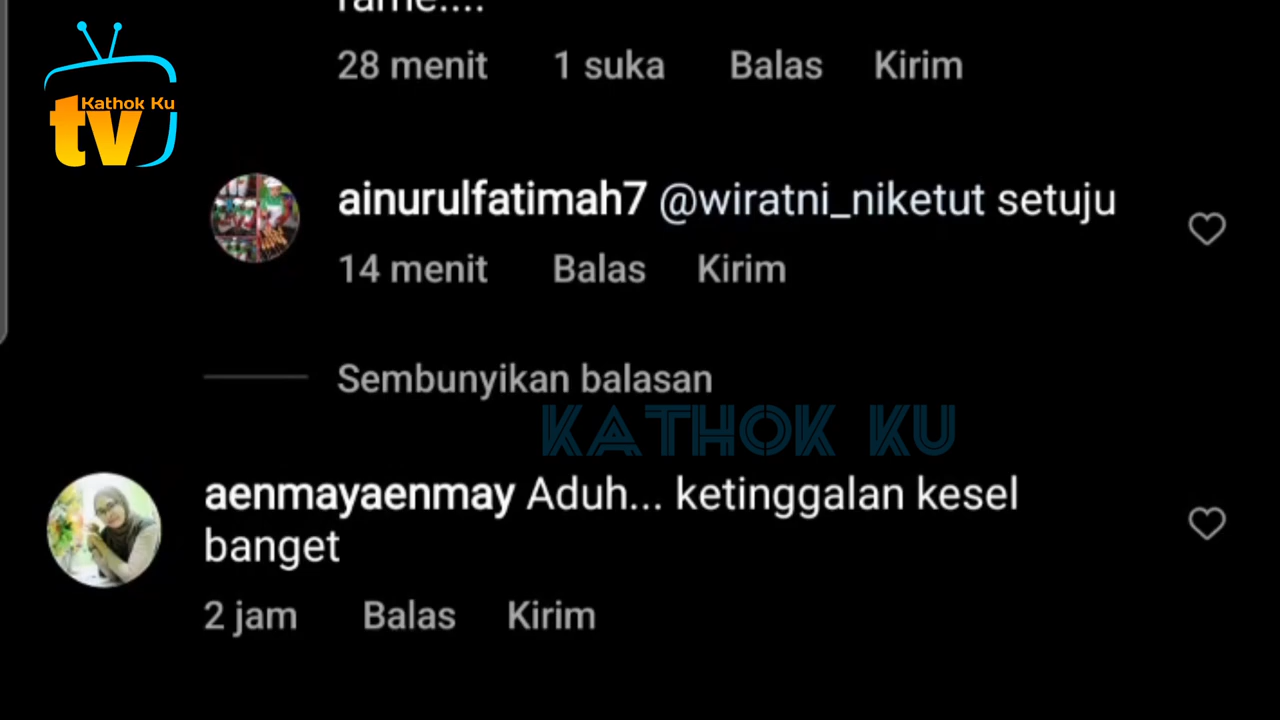 rame....
28 menit 1 suka Balas Kirim
Kathok Ku
tv
ainurulfatimah7 @wiratni_niketut setuju
14 menit Balas Kirim
Sembunyikan balasan
KATHOK KU
aenmayaenmay Aduh... ketinggalan kesel
banget
2 jam Balas Kirim